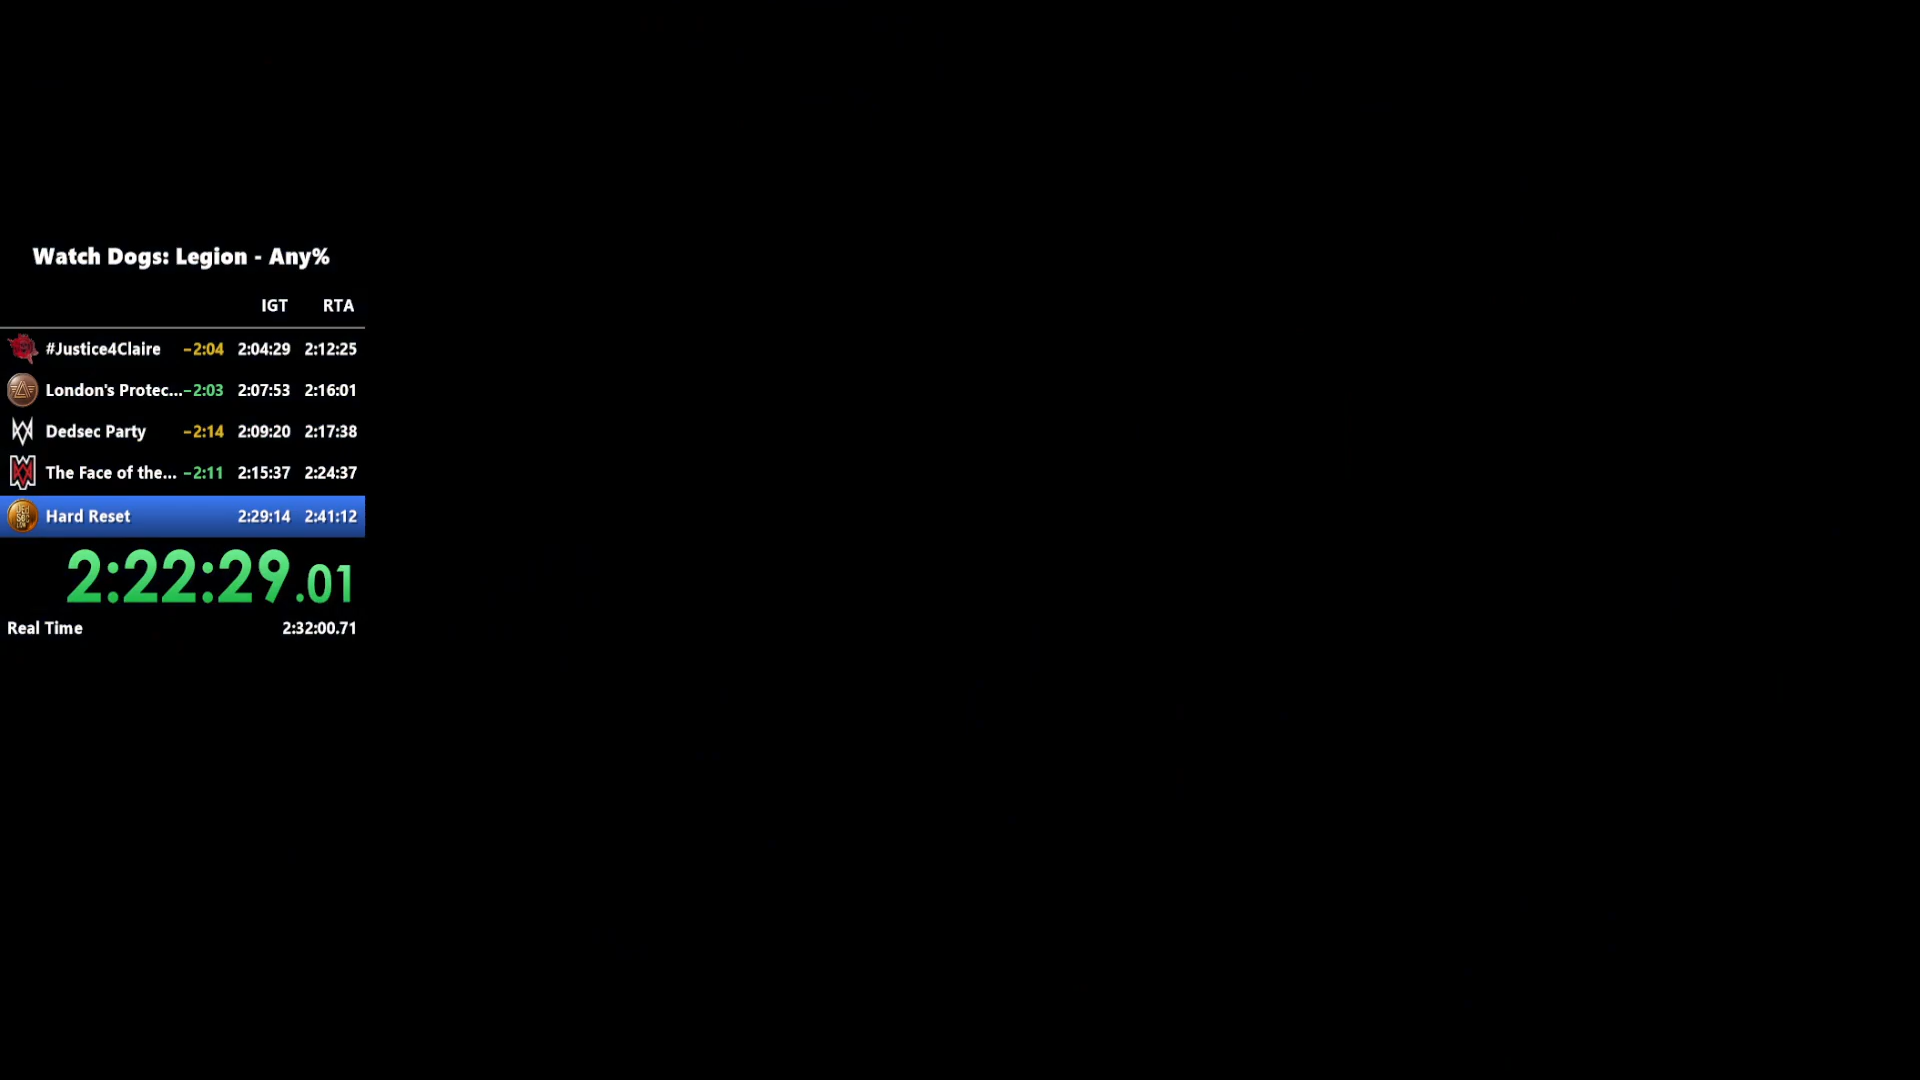 Watch Dogs: Legion - Any%
IGT RTA
#Justice4Claire −2:04 2:04:29 2:12:25
London's Protec... −2:03 2:07:53 2:16:01
Dedsec Party −2:14 2:09:20 2:17:38
The Face of the... −2:11 2:15:37 2:24:37
Hard Reset 2:29:14 2:41:12
2:22:29.01
Real Time 2:32:00.71